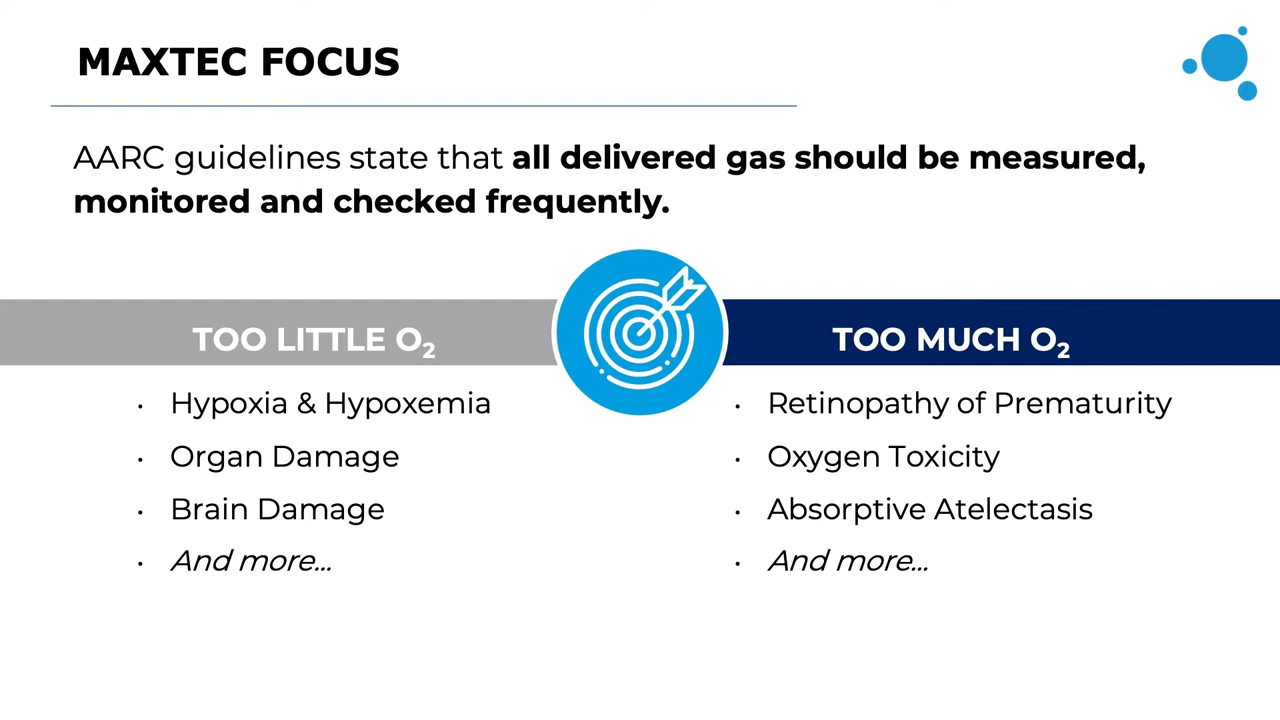 MAXTEC FOCUS
AARC guidelines state that all delivered gas should be measured,
monitored and checked frequently.
TOO LITTLE O₂
· Hypoxia & Hypoxemia
· Organ Damage
· Brain Damage
· And more...
TOO MUCH O₂
· Retinopathy of Prematurity
· Oxygen Toxicity
· Absorptive Atelectasis
· And more...